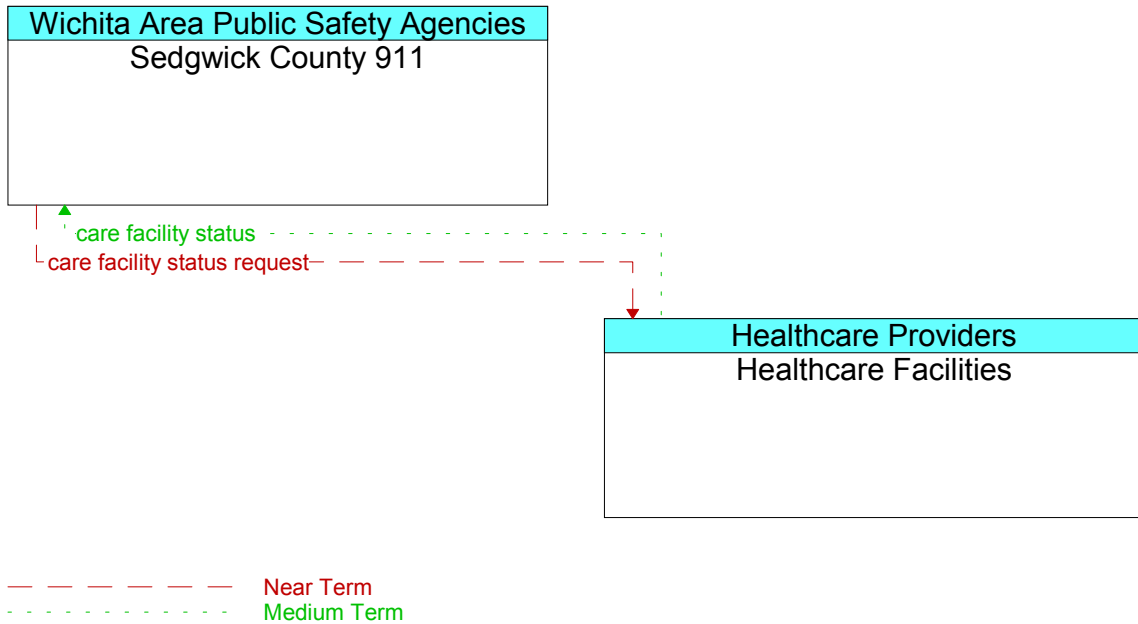 Wichita Area Public Safety Agencies
Sedgwick County 911
care facility status
care facility status request
Healthcare Providers
Healthcare Facilities
Near Term
Medium Term